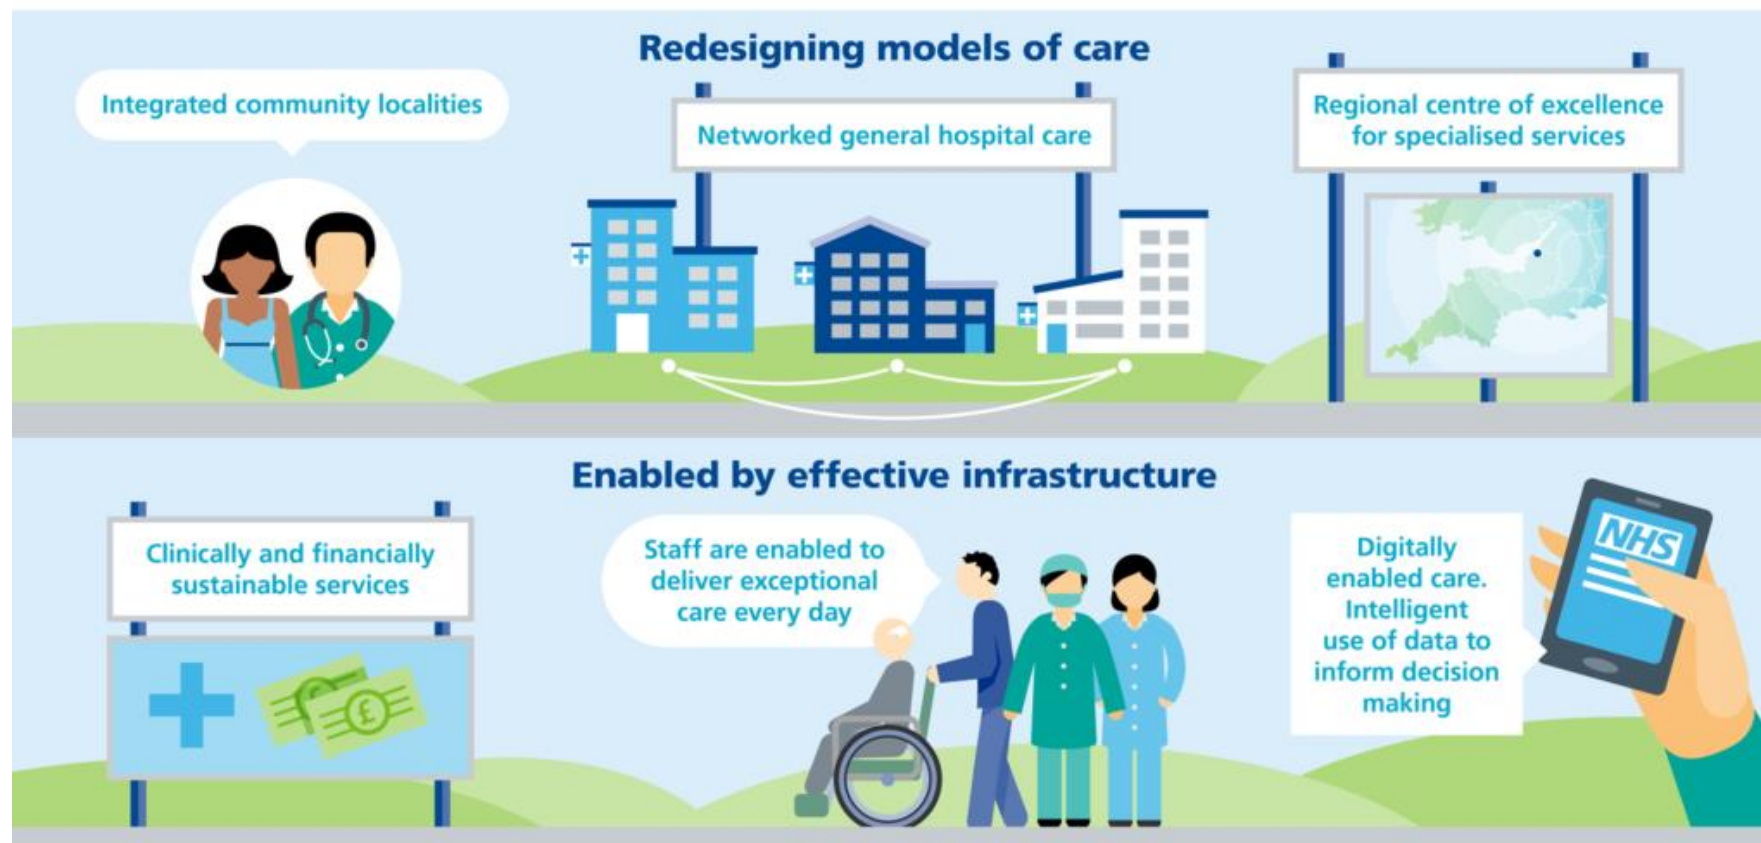 Redesigning models of care
Integrated community localities
Networked general hospital care
Regional centre of excellence
for specialised services
Enabled by effective infrastructure
Clinically and financially
sustainable services
£
Staff are enabled to
deliver exceptional
care every day
Digitally
enabled care.
Intelligent
use of data to
inform decision
making
NHS